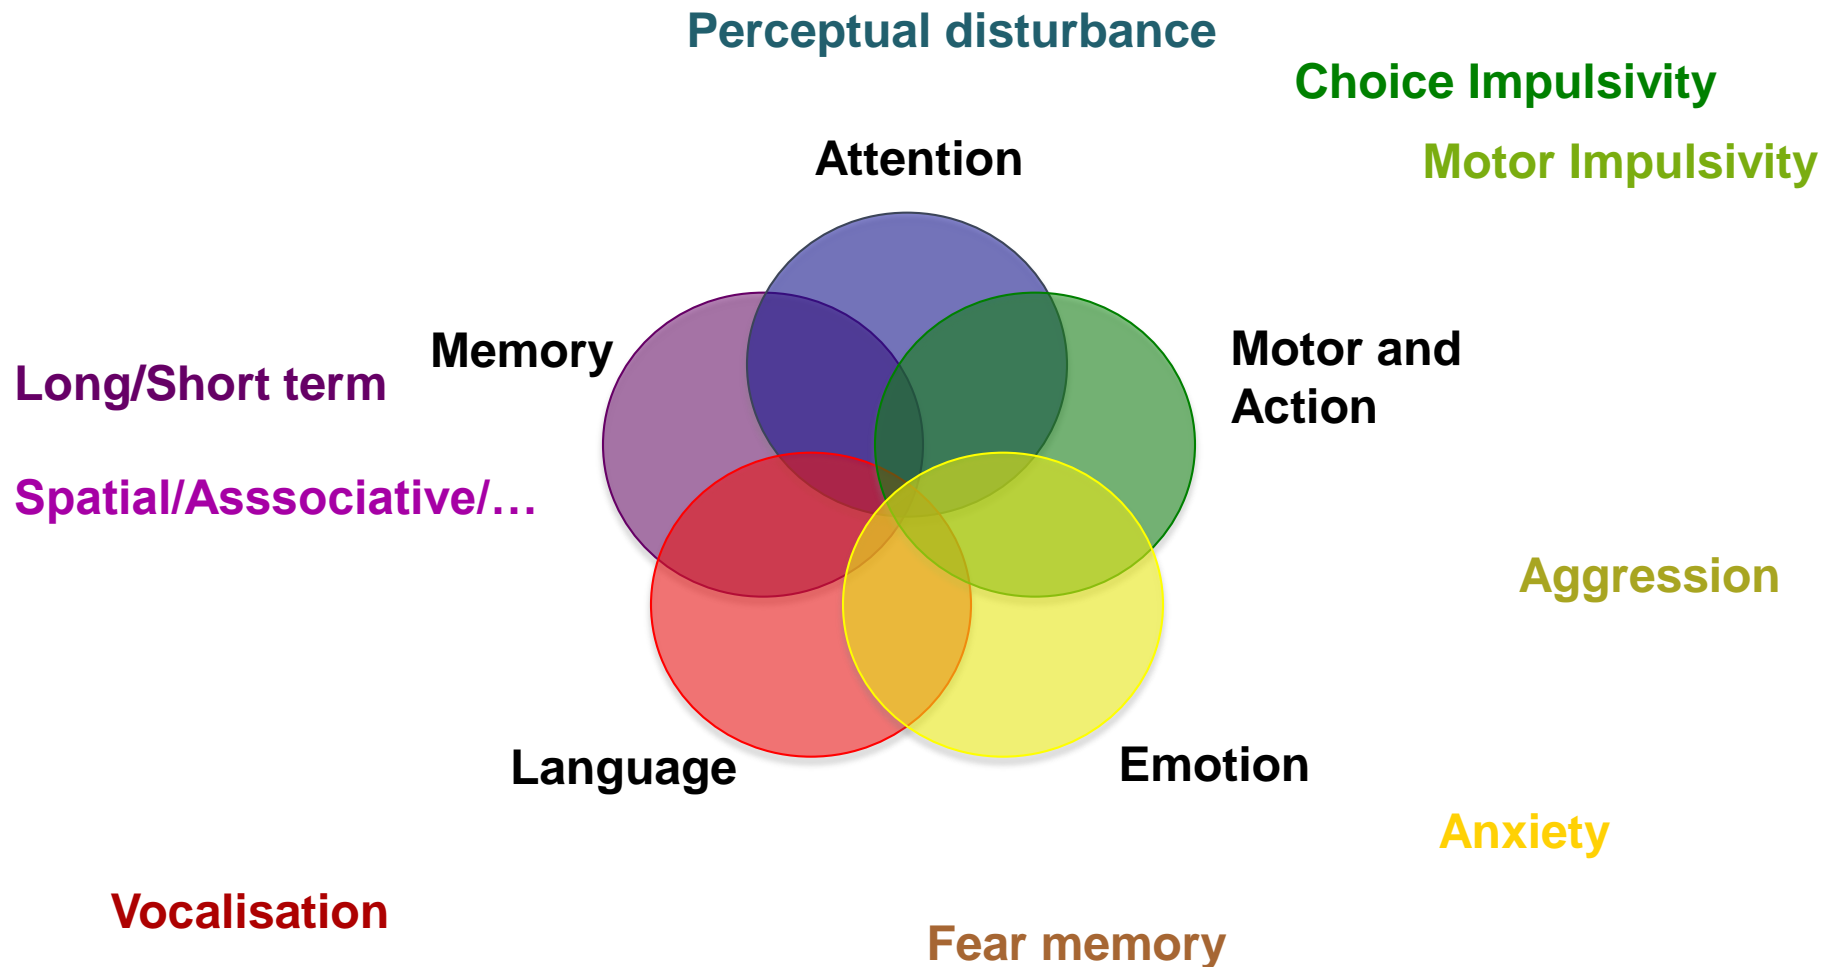 Perceptual disturbance
Choice Impulsivity
Attention
Motor Impulsivity
Memory
Motor and
Action
Long/Short term
Spatial/Asssociative/…
Aggression
Language
Emotion
Anxiety
Vocalisation
Fear memory